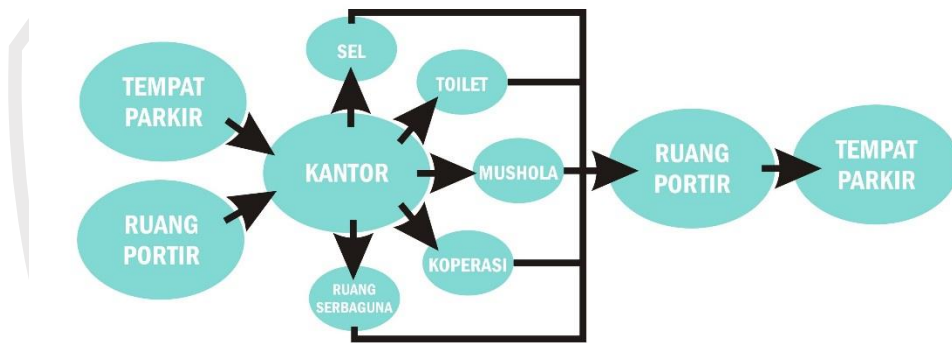 TEMPAT
PARKIR
RUANG
PORTIR
KANTOR
SEL
TOILET
MUSHOLA
KOPERASI
RUANG
SERBAGUNA
RUANG
PORTIR
TEMPAT
PARKIR